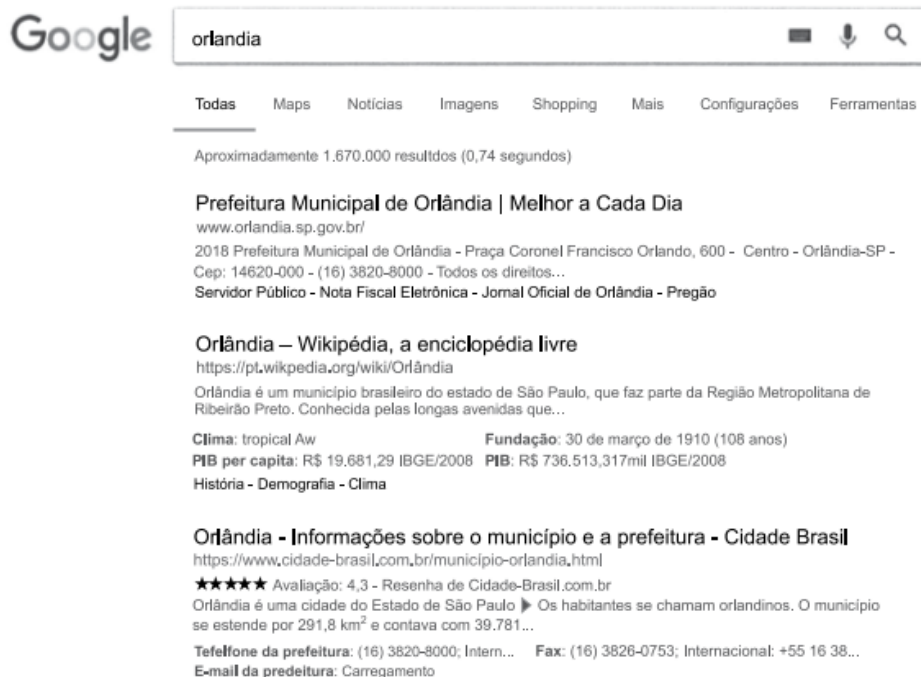 Google
orlandia
Todas Maps Notícias Imagens Shopping Mais Configurações Ferramentas
Aproximadamente 1.670.000 resultdos (0,74 segundos)
Prefeitura Municipal de Orlândia | Melhor a Cada Dia
www.orlandia.sp.gov.br/
2018 Prefeitura Municipal de Orlândia - Praça Coronel Francisco Orlando, 600 - Centro - Orlândia-SP -
Cep: 14620-000 - (16) 3820-8000 - Todos os direitos...
Servidor Público - Nota Fiscal Eletrônica - Jornal Oficial de Orlândia - Pregão
Orlândia – Wikipédia, a enciclopédia livre
https://pt.wikpedia.org/wiki/Orlândia
Orlândia é um município brasileiro do estado de São Paulo, que faz parte da Região Metropolitana de
Ribeirão Preto. Conhecida pelas longas avenidas que...
Clima: tropical Aw Fundação: 30 de março de 1910 (108 anos)
PIB per capita: R$ 19.681,29 IBGE/2008 PIB: R$ 736.513,317mil IBGE/2008
História - Demografia - Clima
Orlândia - Informações sobre o município e a prefeitura - Cidade Brasil
https://www.cidade-brasil.com.br/município-orlandia.html
★★★★★ Avaliação: 4,3 - Resenha de Cidade-Brasil.com.br
Orlândia é uma cidade do Estado de São Paulo ▶ Os habitantes se chamam orlandinos. O município
se estende por 291,8 km² e contava com 39.781...
Tefelfone da prefeitura: (16) 3820-8000; Intern... Fax: (16) 3826-0753; Internacional: +55 16 38...
E-mail da predeitura: Carregamento